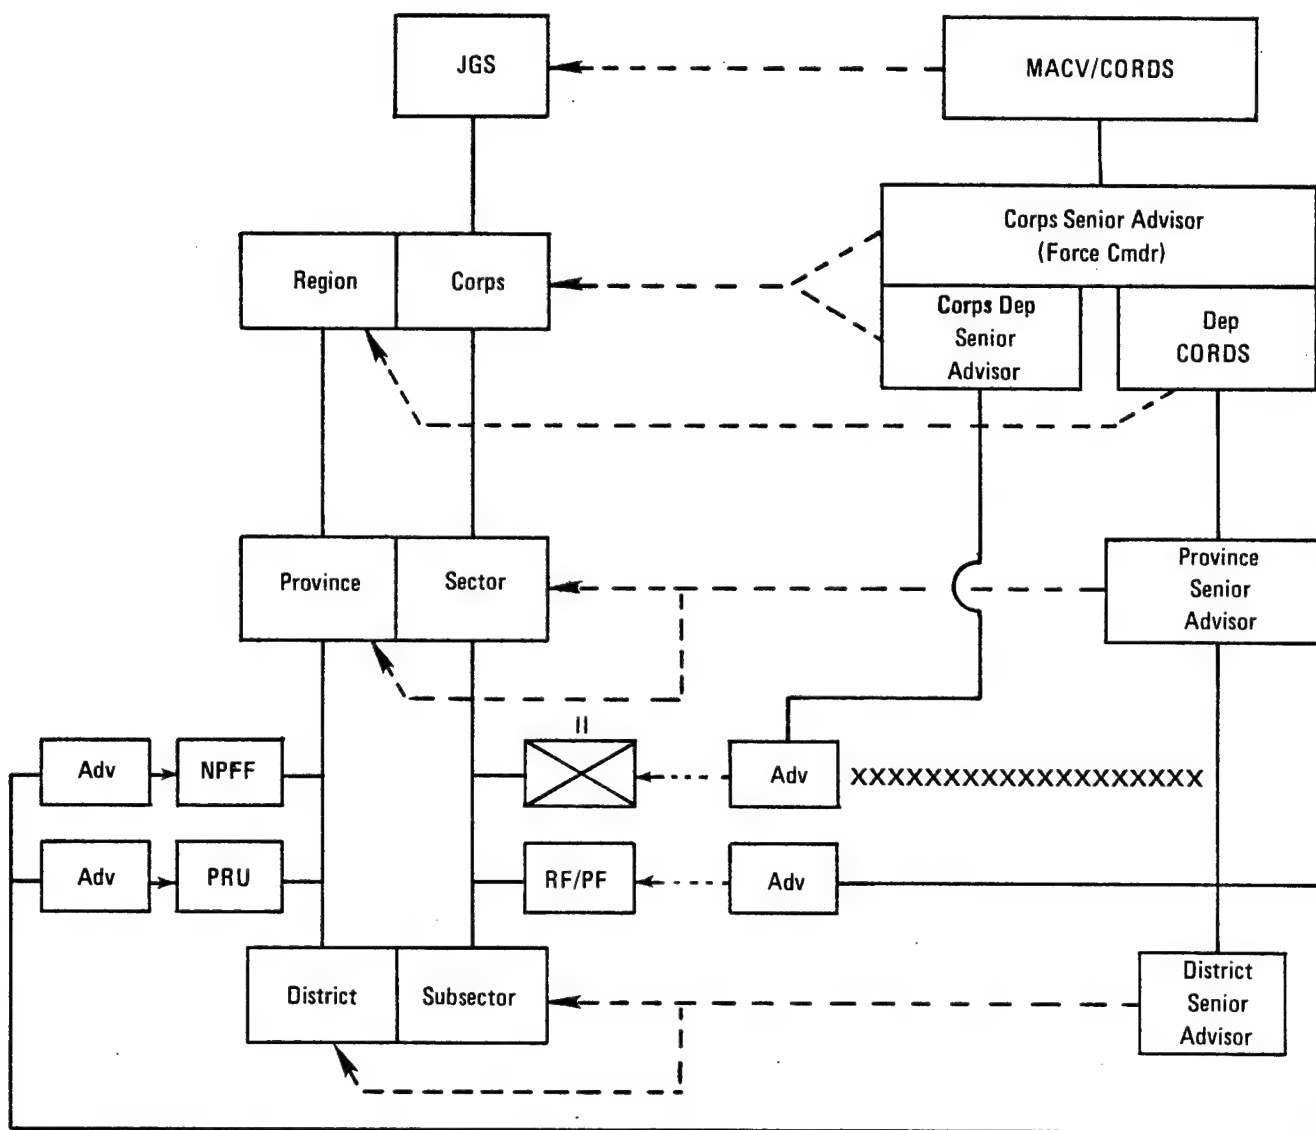 JGS
MACV/CORDS
Corps Senior Advisor
(Force Cmdr)
Region
Corps
Corps Dep
Senior
Advisor
Dep
CORDS
Province
Sector
Province
Senior
Advisor
II
Adv
NPFF
Adv
XXXXXXXXXXXXXXXXXXX
Adv
PRU
RF/PF
Adv
District
Subsector
District
Senior
Advisor